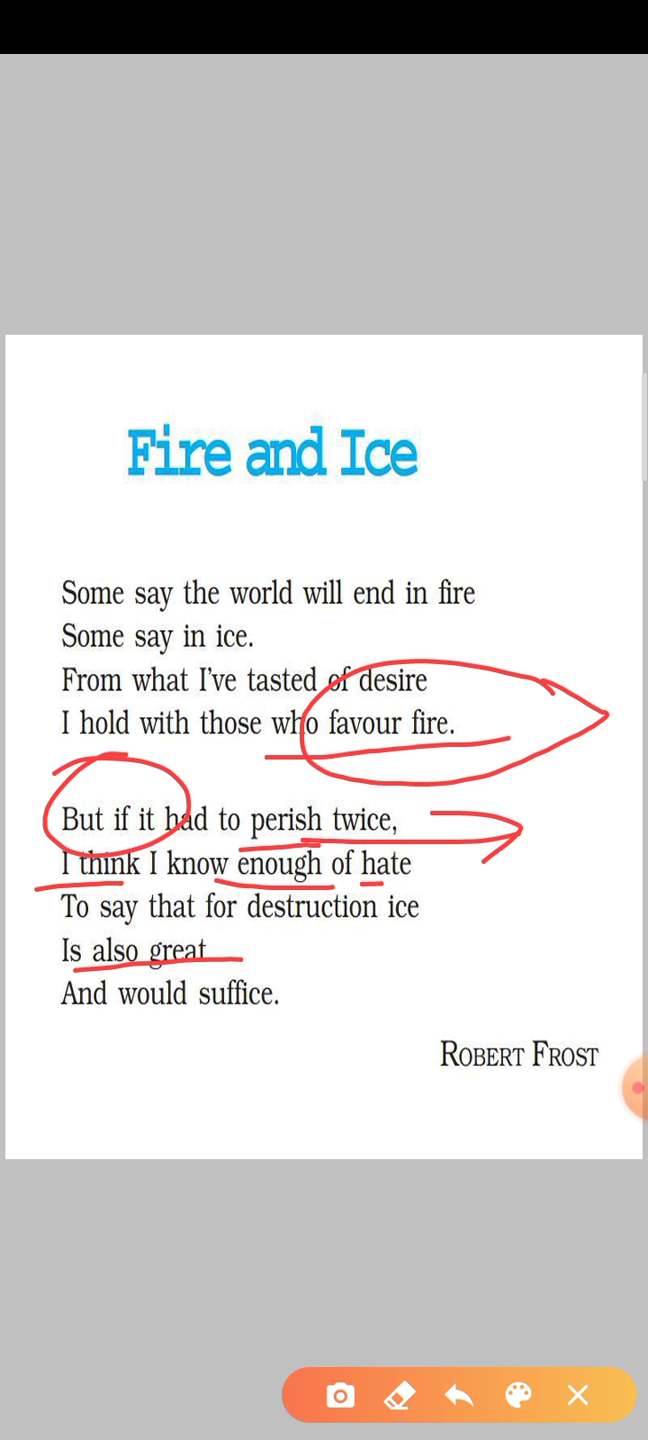 Fire and Ice
Some say the world will end in fire
Some say in ice.
From what I've tasted of desire
I hold with those who favour fire.
But if it had to perish twice,
I think I know enough of hate
To say that for destruction ice
Is also great
And would suffice.
ROBERT FROST